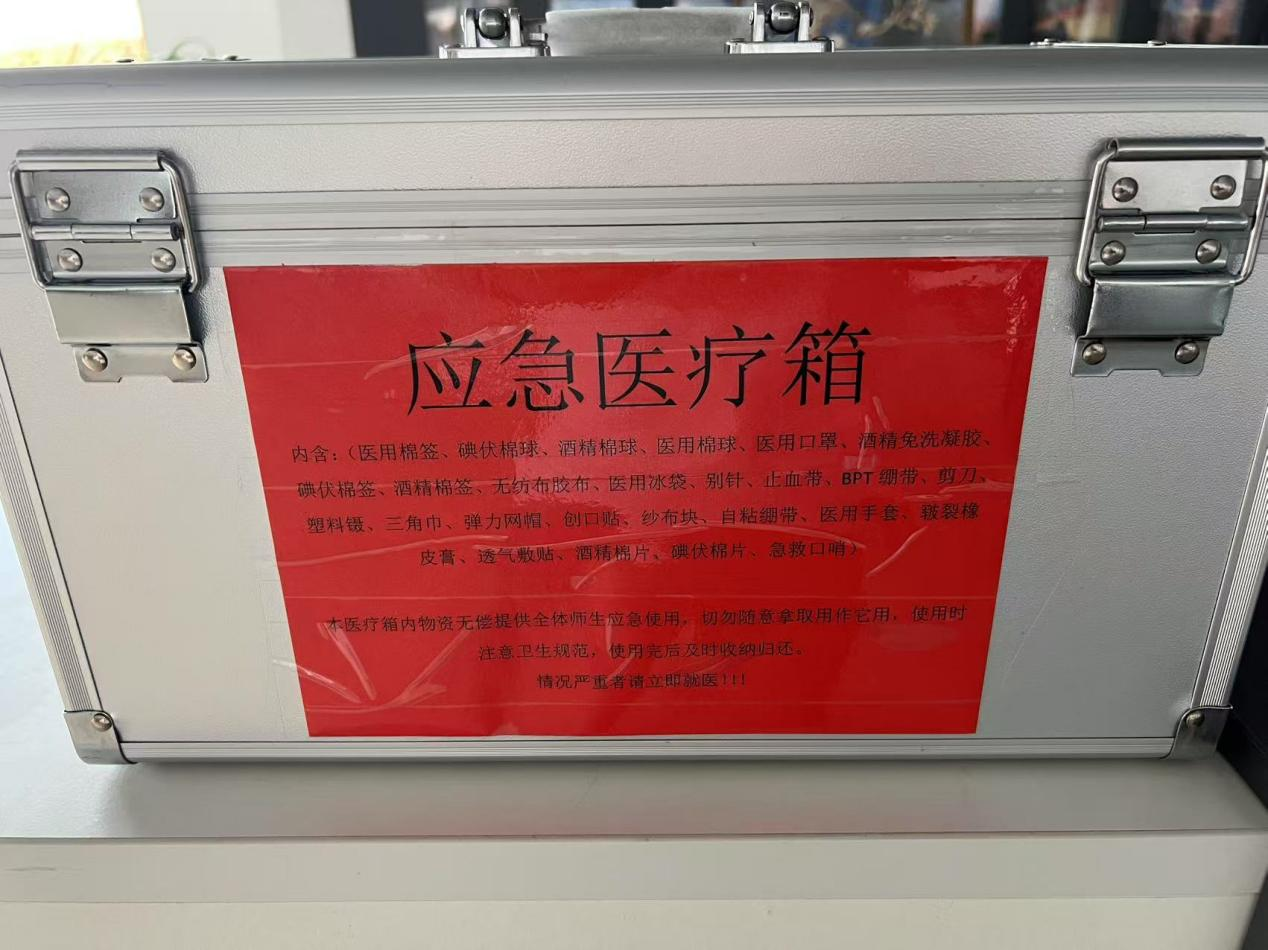 应急医疗箱
内含：（医用棉签、碘伏棉球、酒精棉球、医用棉球、医用口罩、酒精免洗凝胶、
碘伏棉签、酒精棉签、无纺布胶布、医用冰袋、别针、止血带、BPT 绷带、剪刀、
塑料镊、三角巾、弹力网帽、创口贴、纱布块、自粘绷带、医用手套、皲裂橡
皮膏、透气敷贴、酒精棉片、碘伏棉片、急救口哨）
本医疗箱内物资无偿提供全体师生应急使用，切勿随意拿取用作它用，使用时
注意卫生规范，使用完后及时收纳归还。
情况严重者请立即就医！！！